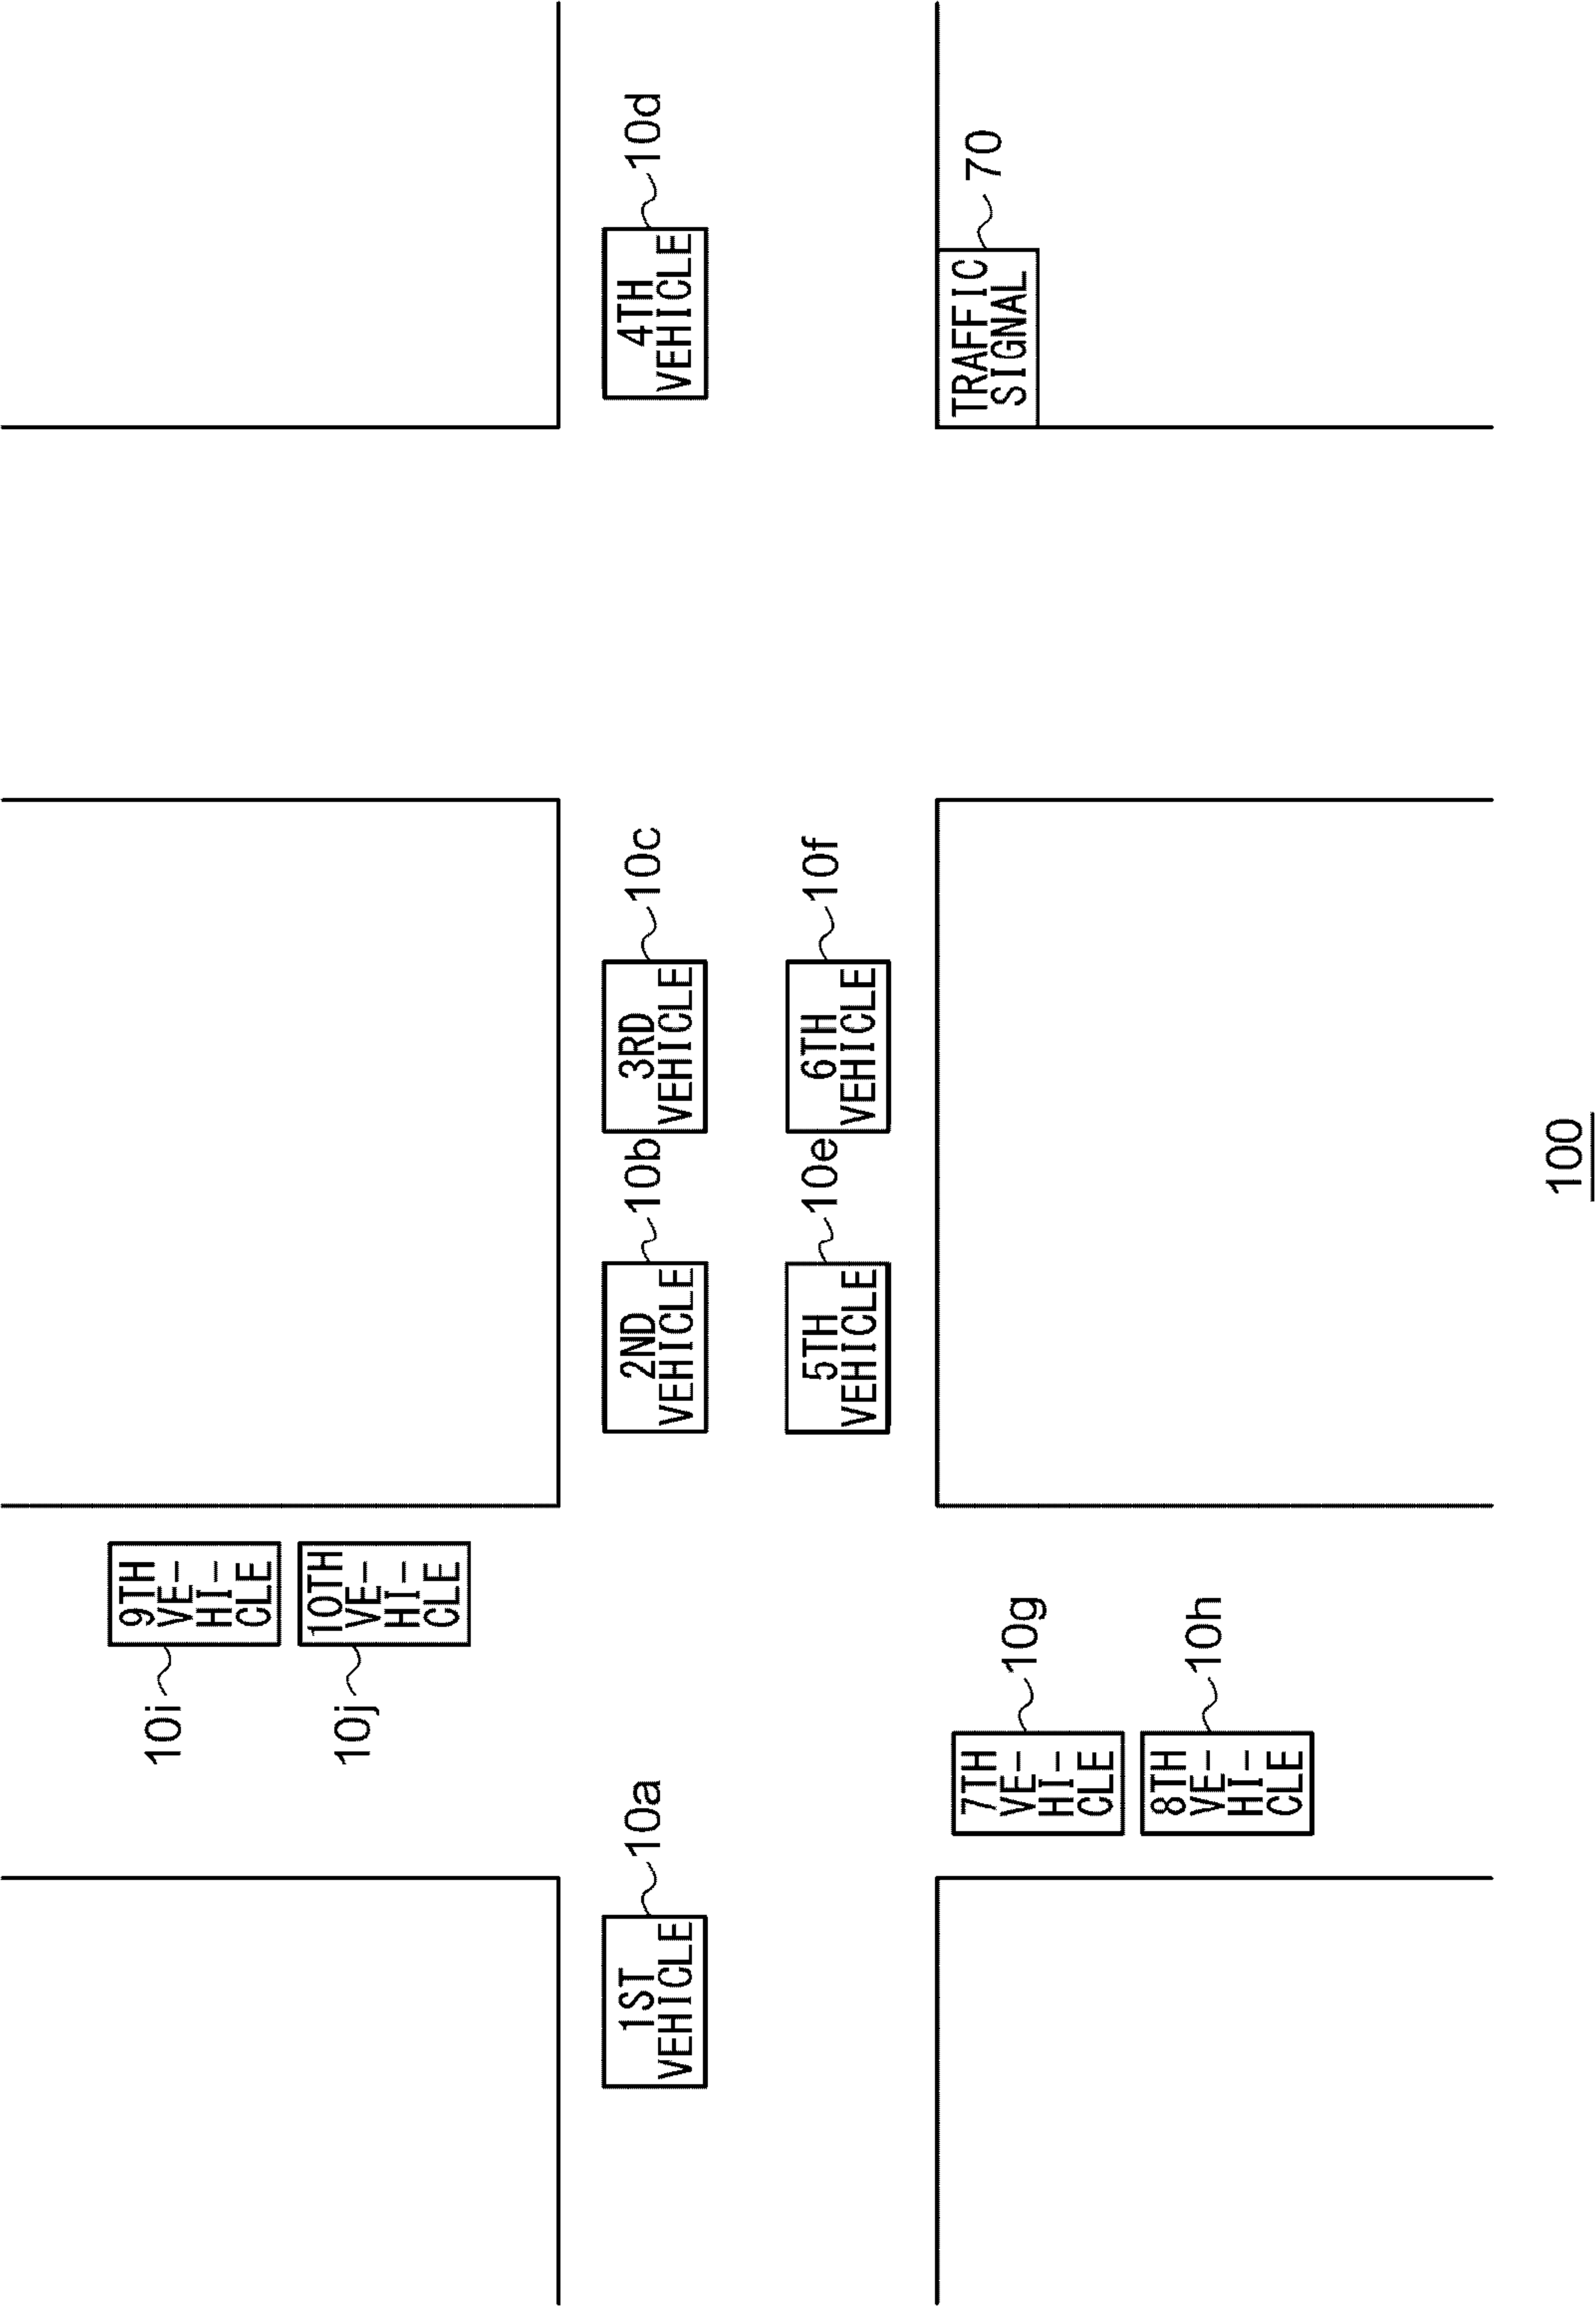 10i
9TH
VE-
HI-
CLE
10j
10TH
VE-
HI-
CLE
1ST
VEHICLE
10a
2ND
VEHICLE
10b
3RD
VEHICLE
10c
4TH
VEHICLE
10d
5TH
VEHICLE
10e
6TH
VEHICLE
10f
7TH
VE-
HI-
CLE
10g
TRAFFIC
SIGNAL
70
8TH
VE-
HI-
CLE
10h
100